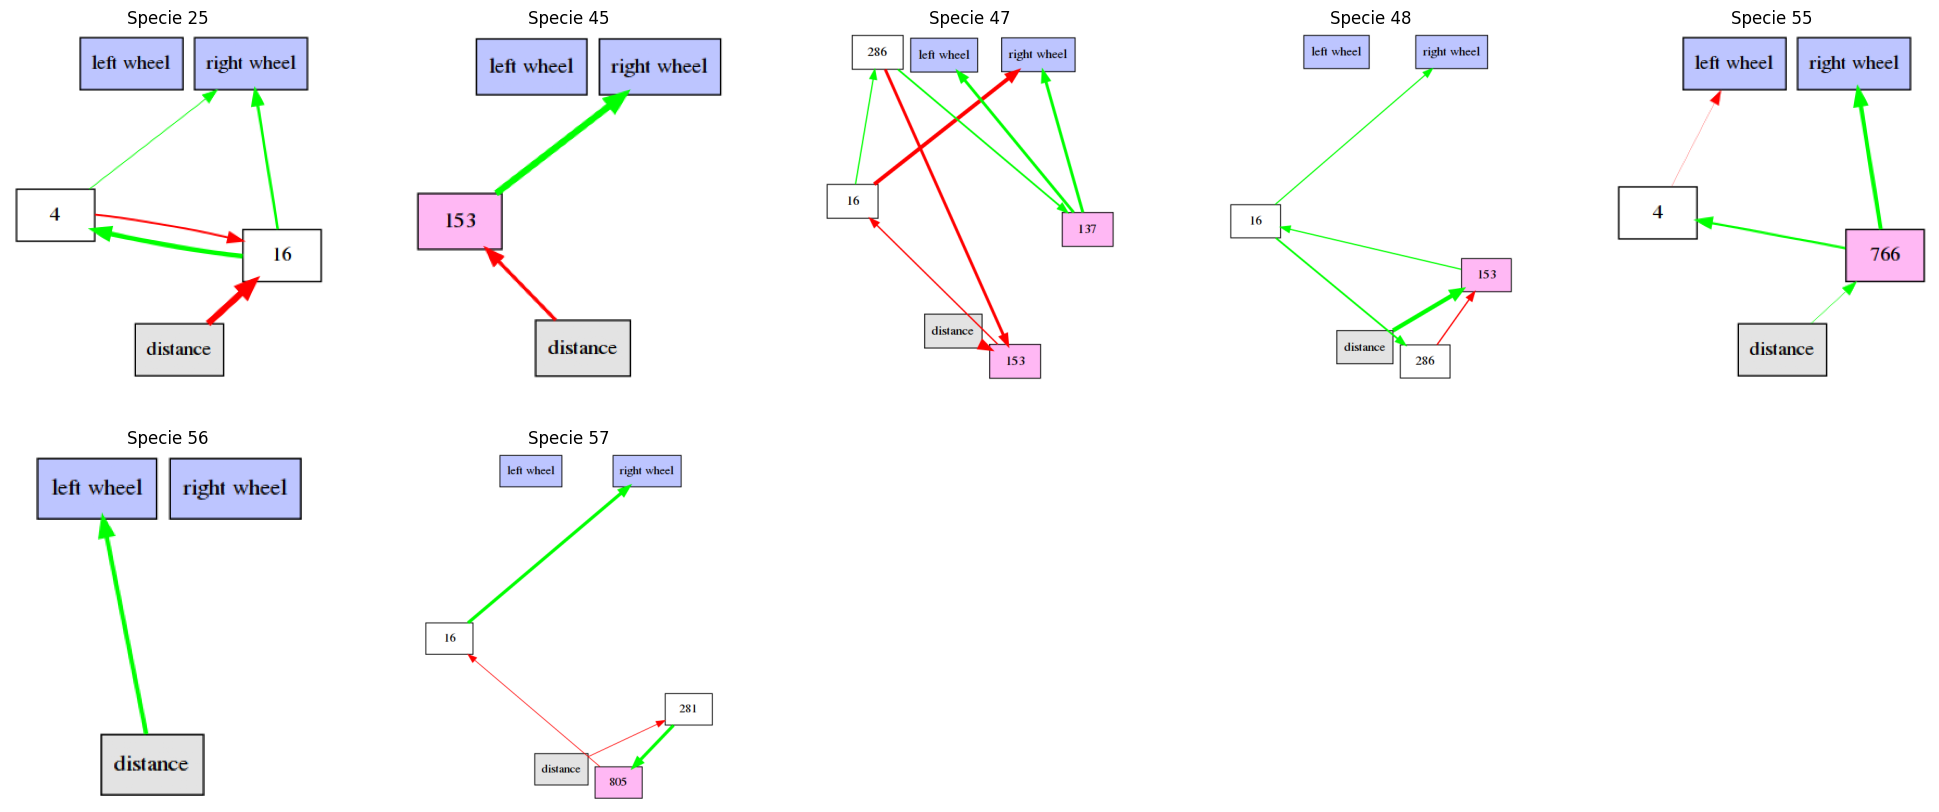 Specie 25
left wheel
right wheel
4
16
distance
Specie 45
left wheel
right wheel
153
distance
Specie 47
286
left wheel
right wheel
16
137
distance
153
Specie 48
left wheel
right wheel
16
153
distance
286
Specie 55
left wheel
right wheel
4
766
distance
Specie 56
left wheel
right wheel
distance
Specie 57
left wheel
right wheel
16
281
distance
805